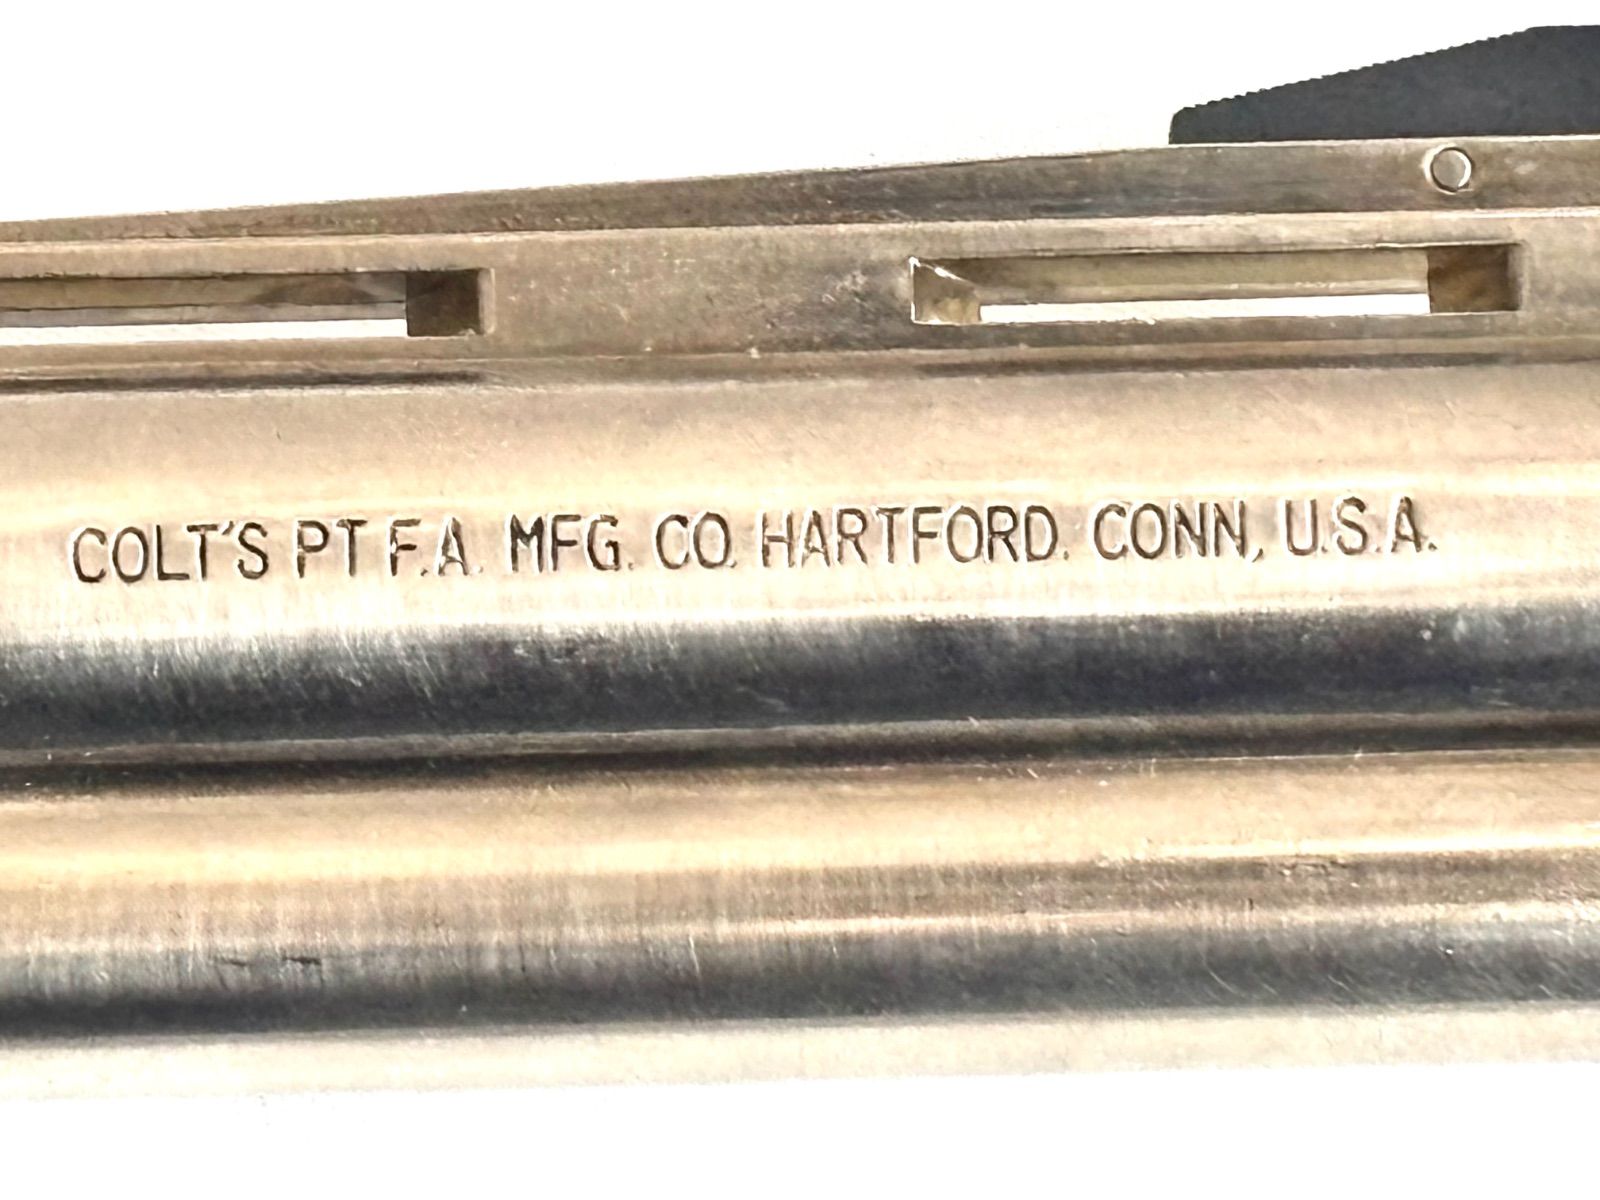 COLT'S PT F.A. MFG. CO. HARTFORD. CONN, U.S.A.